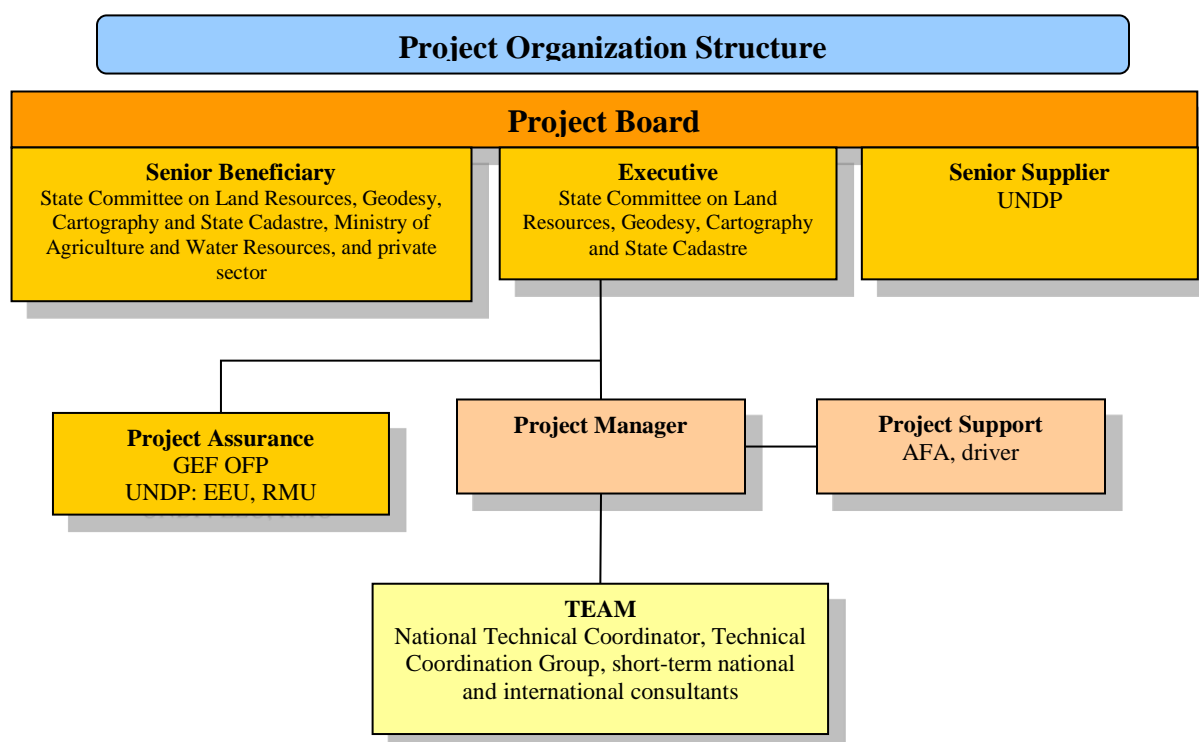 Project Organization Structure
Project Board
Senior Beneficiary
State Committee on Land Resources, Geodesy,
Cartography and State Cadastre, Ministry of
Agriculture and Water Resources, and private
sector
Executive
State Committee on Land
Resources, Geodesy, Cartography
and State Cadastre
Senior Supplier
UNDP
Project Assurance
GEF OFP
UNDP: EEU, RMU
Project Manager
Project Support
AFA, driver
TEAM
National Technical Coordinator, Technical
Coordination Group, short-term national
and international consultants